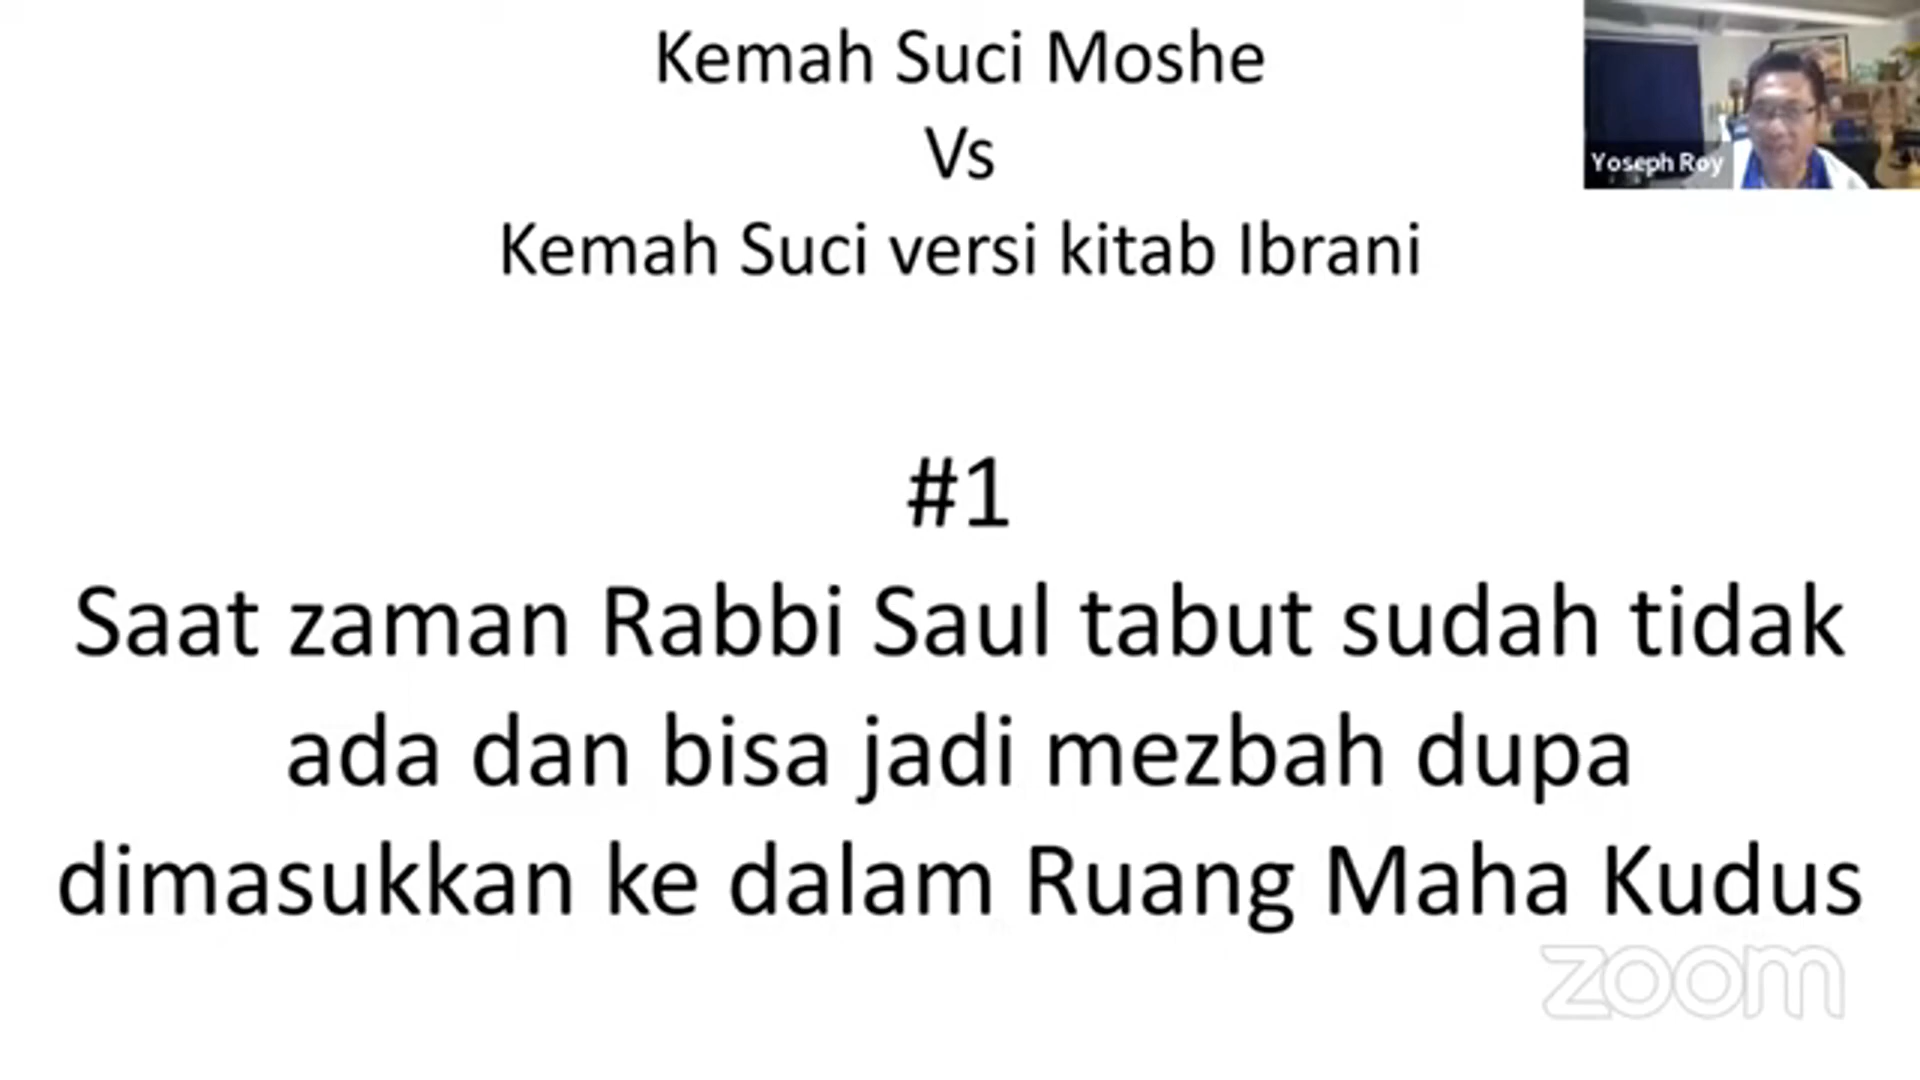 Kemah Suci Moshe
Vs
Kemah Suci versi kitab Ibrani
Yoseph Roy
#1
Saat zaman Rabbi Saul tabut sudah tidak
ada dan bisa jadi mezbah dupa
dimasukkan ke dalam Ruang Maha Kudus
zoom